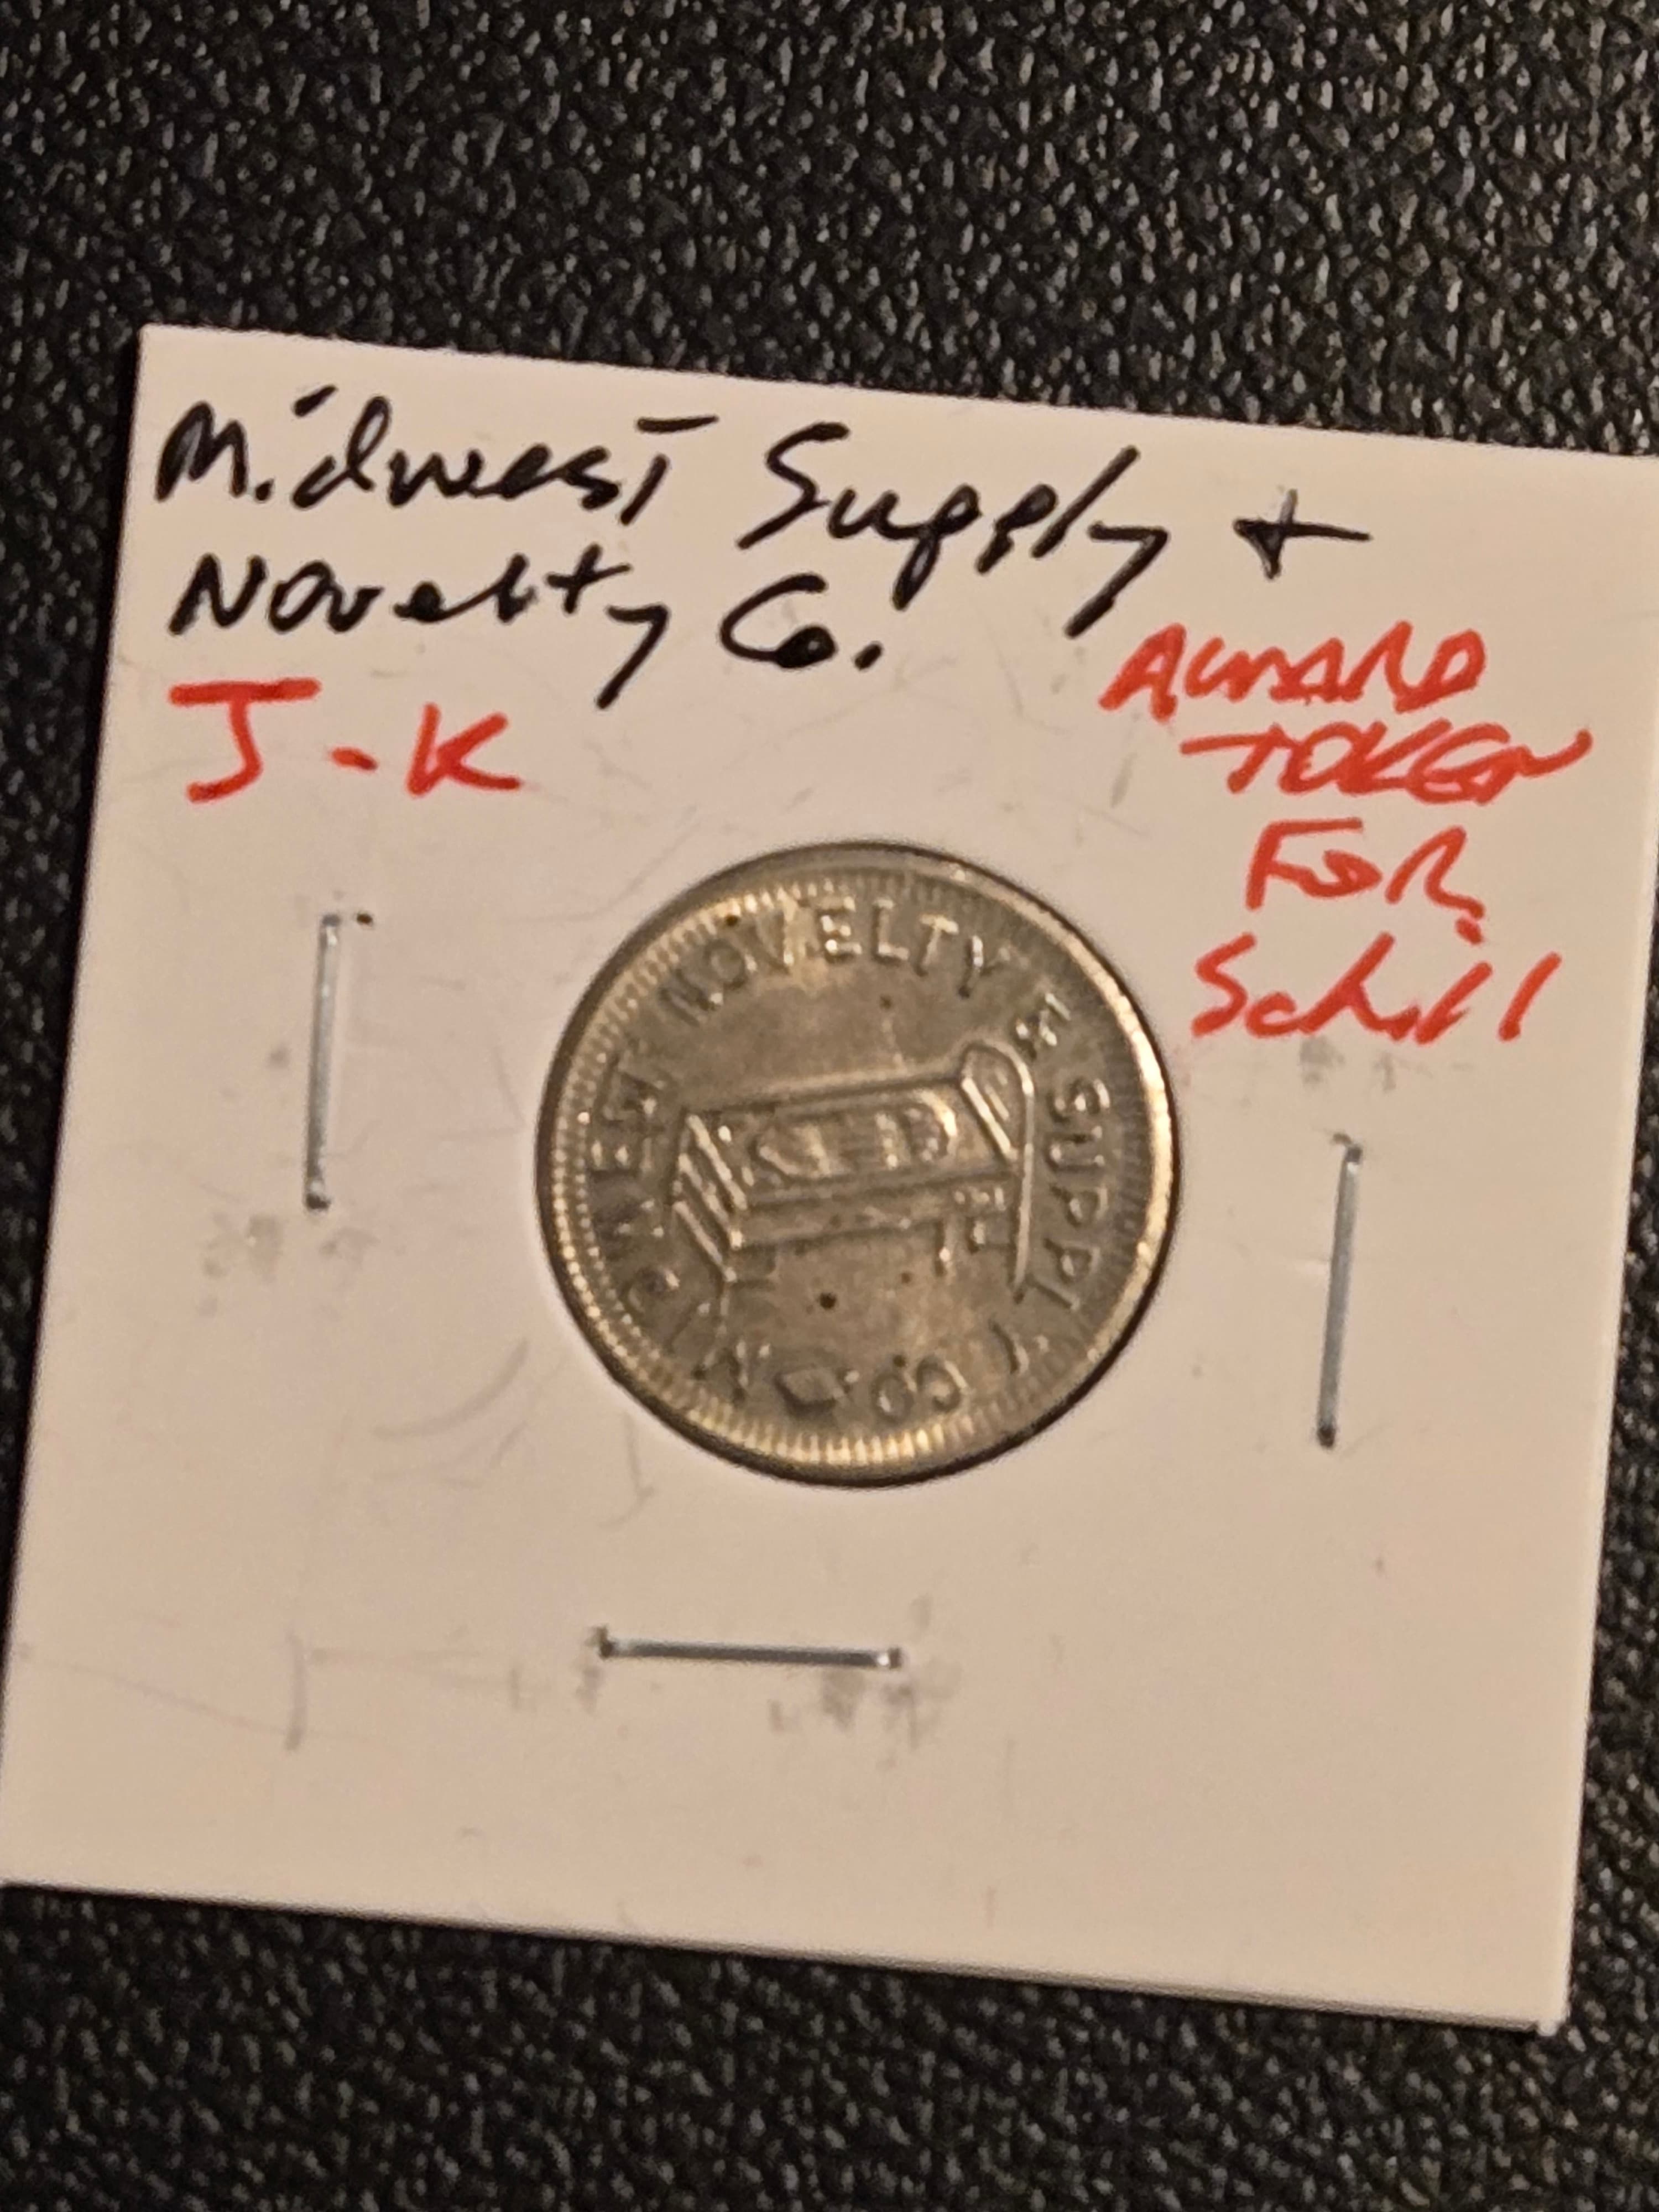 Midwest Supply +
Novelty Co.
J-K
AWARD
TOKEN
FOR
Schill
MIDWEST NOVELTY & SUPPLY CO